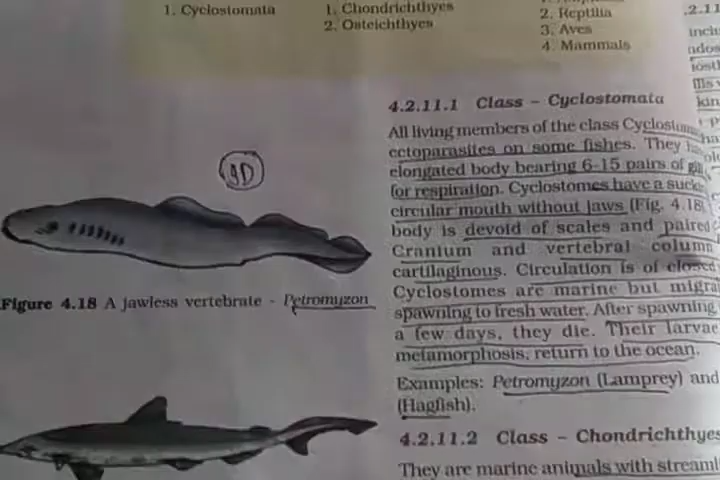 1. Cyclostomata
1. Chondrichthyes
2. Osteichthyes
2. Reptilia
3. Aves
4. Mammals
4.2.11.1 Class – Cyclostomata
All living members of the class
ectoparasites on some fishes. They
elongated body bearing 6-15 pairs of
for respiration. Cyclostomes have a
circular mouth without jaws (Fig. 4.18
body is devoid of scales and paired
Cranium and vertebral column
cartilaginous. Circulation is of closed
Cyclostomes are marine but
spawning to fresh water. After spawning,
a few days, they die. Their larvae
metamorphosis, return to the ocean.
Examples: Petromyzon (Lamprey) and
(Hagfish).
4.2.11.2 Class – Chondrichthyes
They are marine animals with
Figure 4.18 A jawless vertebrate - Petromyzon